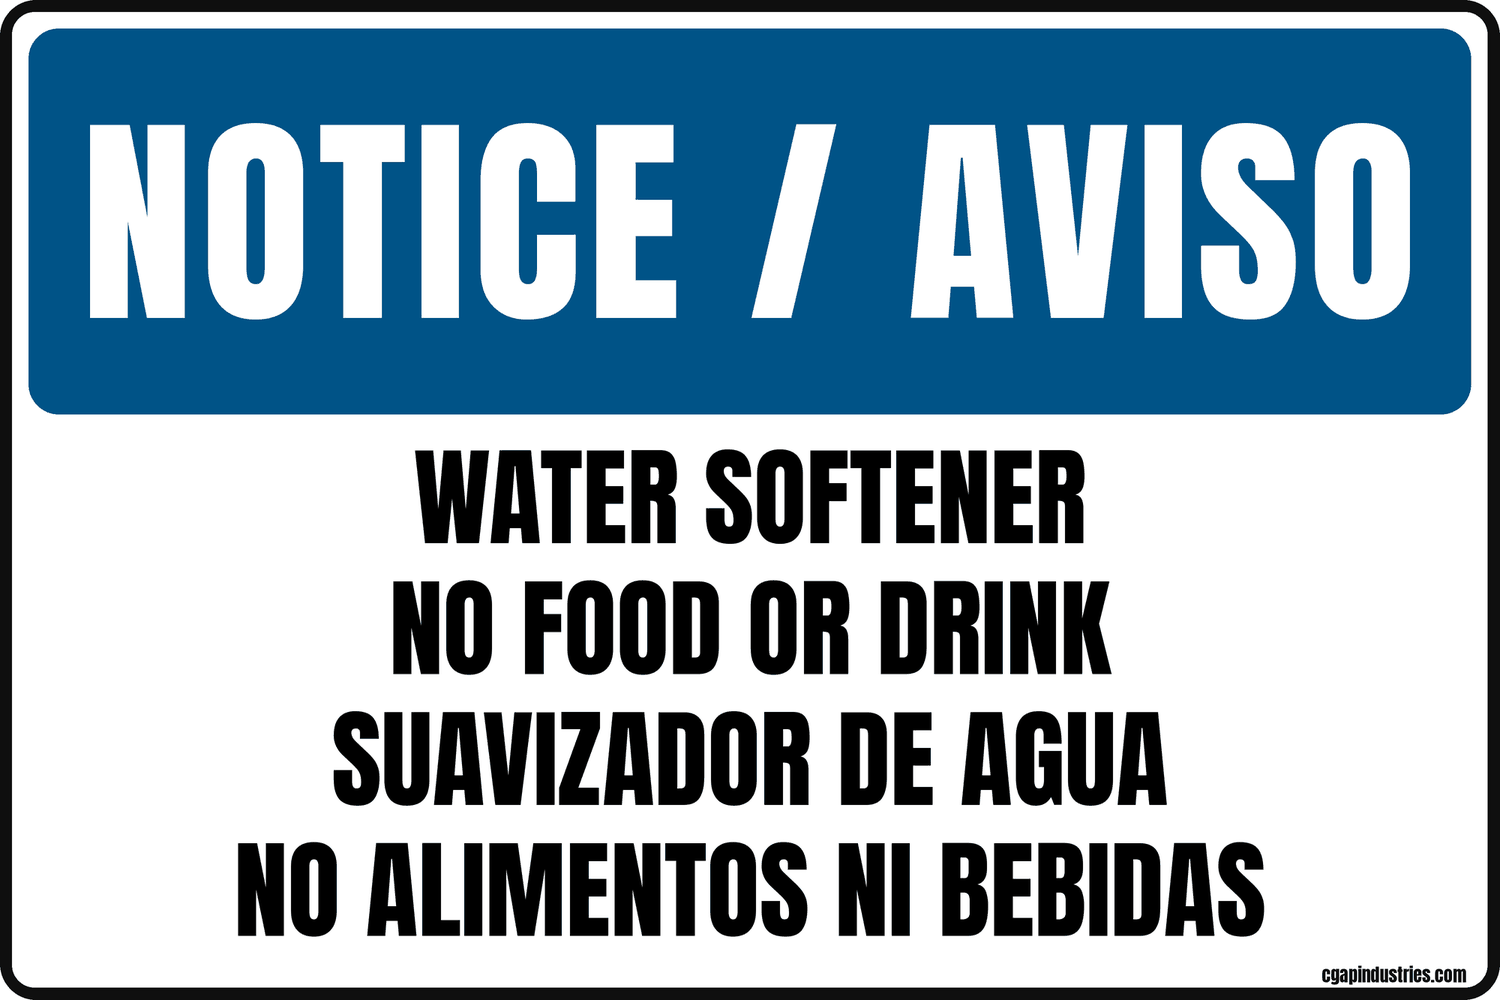 NOTICE / AVISO
WATER SOFTENER
NO FOOD OR DRINK
SUAVIZADOR DE AGUA
NO ALIMENTOS NI BEBIDAS
cgapindustries.com